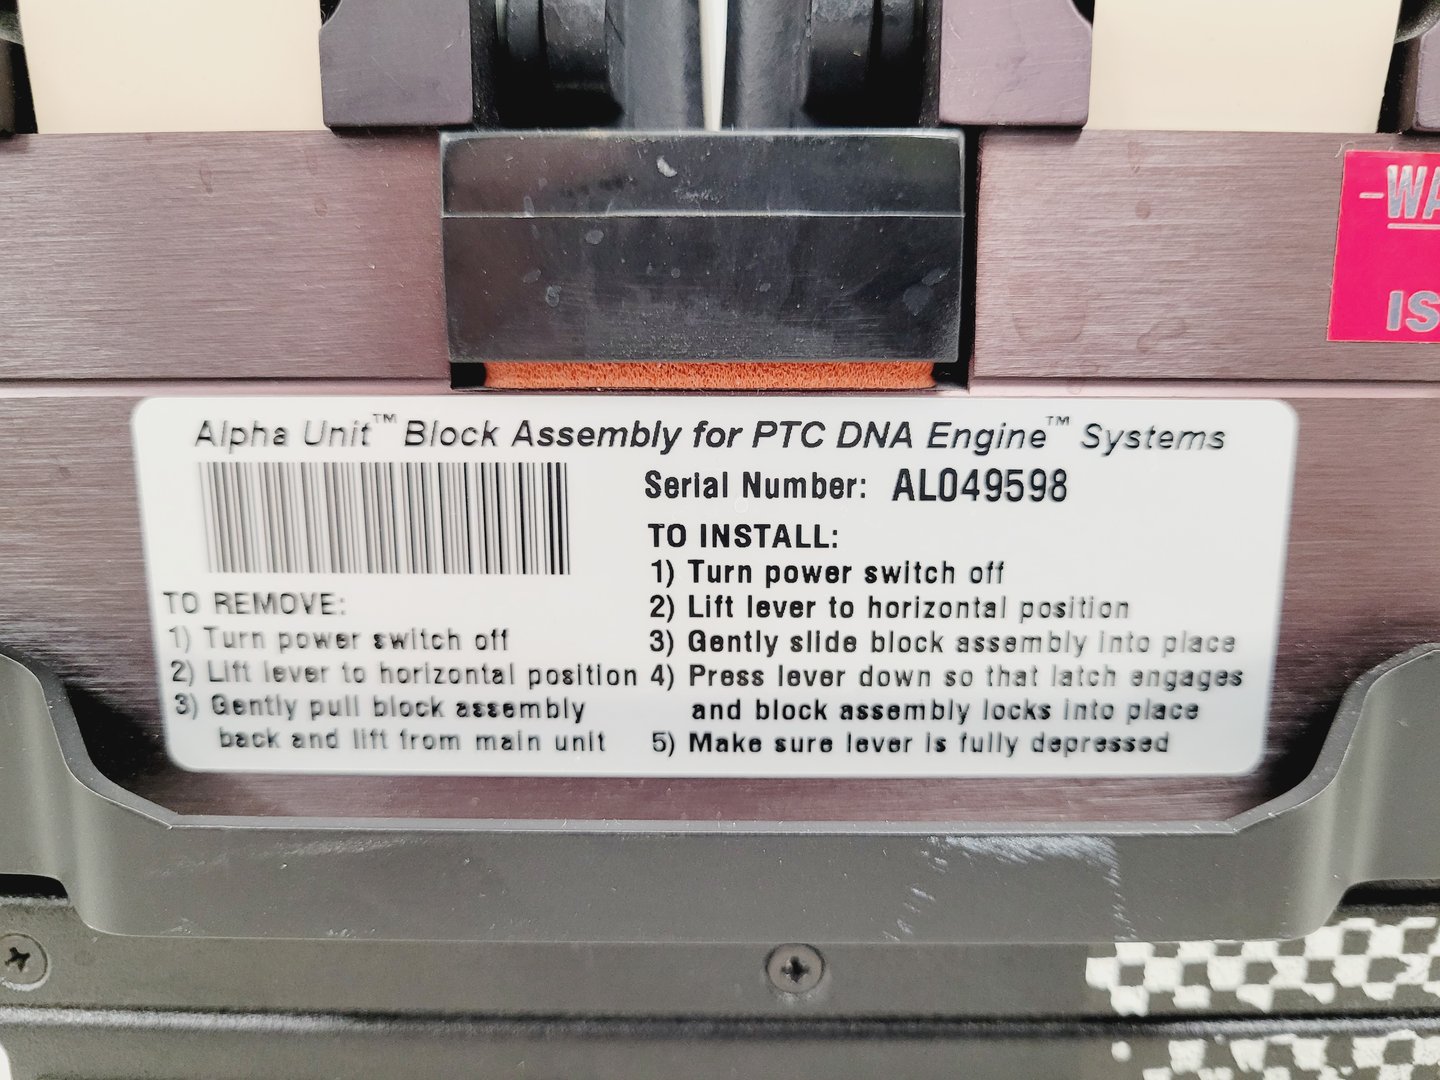 -WA
IS
Alpha Unit™ Block Assembly for PTC DNA Engine™ Systems
Serial Number: AL049598
TO REMOVE:
1) Turn power switch off
2) Lift lever to horizontal position
3) Gently pull block assembly
back and lift from main unit
TO INSTALL:
1) Turn power switch off
2) Lift lever to horizontal position
3) Gently slide block assembly into place
4) Press lever down so that latch engages
and block assembly locks into place
5) Make sure lever is fully depressed